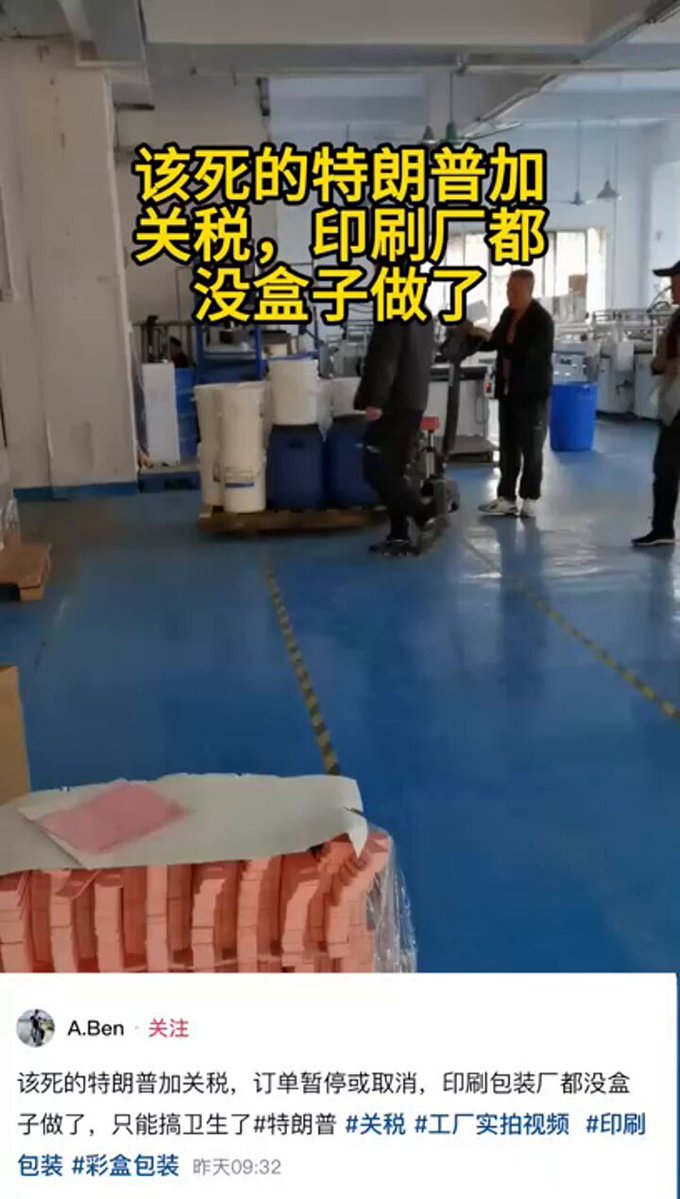 该死的特朗普加
关税，印刷厂都
没盒子做了
A.Ben · 关注
该死的特朗普加关税，订单暂停或取消，印刷包装厂都没盒
子做了，只能搞卫生了#特朗普 #关税 #工厂实拍视频 #印刷
包装 #彩盒包装 昨天09:32